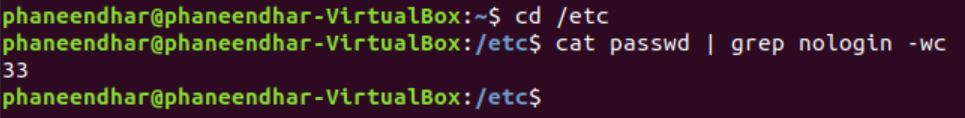 phaneendhar@phaneendhar-VirtualBox:~$ cd /etc
phaneendhar@phaneendhar-VirtualBox:/etc$ cat passwd | grep nologin -wc
33
phaneendhar@phaneendhar-VirtualBox:/etc$